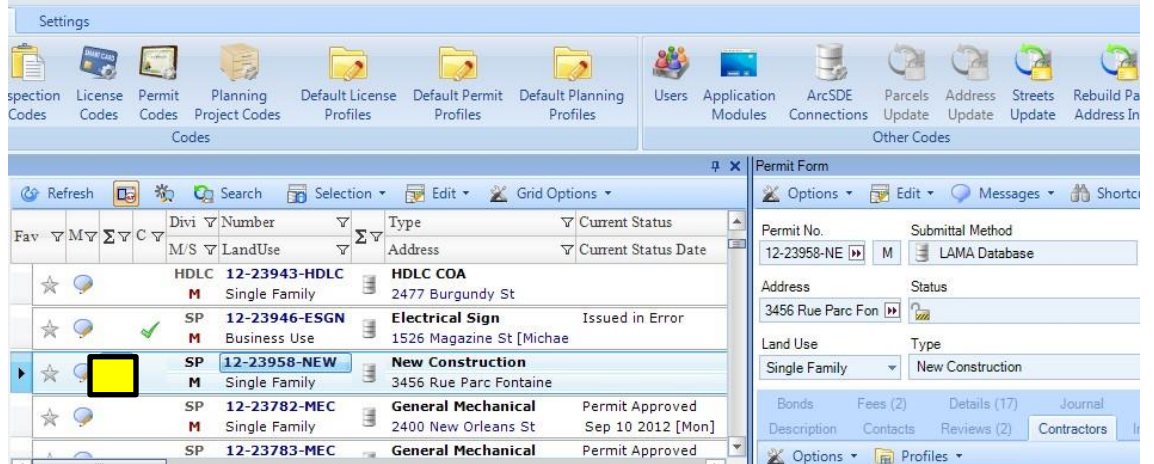 Settings
spection License Permit Planning Default License Default Permit Default Planning Users Application ArcSDE Parcels Address Streets Rebuild Pa
Codes Codes Codes Project Codes Profiles Profiles Profiles Modules Connections Update Update Update Address In
Codes Other Codes
Permit Form
Refresh Search Selection Edit Grid Options
Options Edit Messages Shortc
Fav M Σ C Divi Number Σ Type Current Status
M/S LandUse Address Current Status Date
HDLC 12-23943-HDLC HDLC COA
M Single Family 2477 Burgundy St
SP 12-23946-ESGN Electrical Sign Issued in Error
M Business Use 1526 Magazine St [Michae
SP 12-23958-NEW New Construction
M Single Family 3456 Rue Parc Fontaine
SP 12-23782-MEC General Mechanical Permit Approved
M Single Family 2400 New Orleans St Sep 10 2012 [Mon]
SP 12-23783-MEC General Mechanical Permit Approved
Permit No. Submittal Method
12-23958-NE M LAMA Database
Address Status
3456 Rue Parc Fon
Land Use Type
Single Family New Construction
Bonds Fees (2) Details (17) Journal
Description Contacts Reviews (2) Contractors
Options Profiles